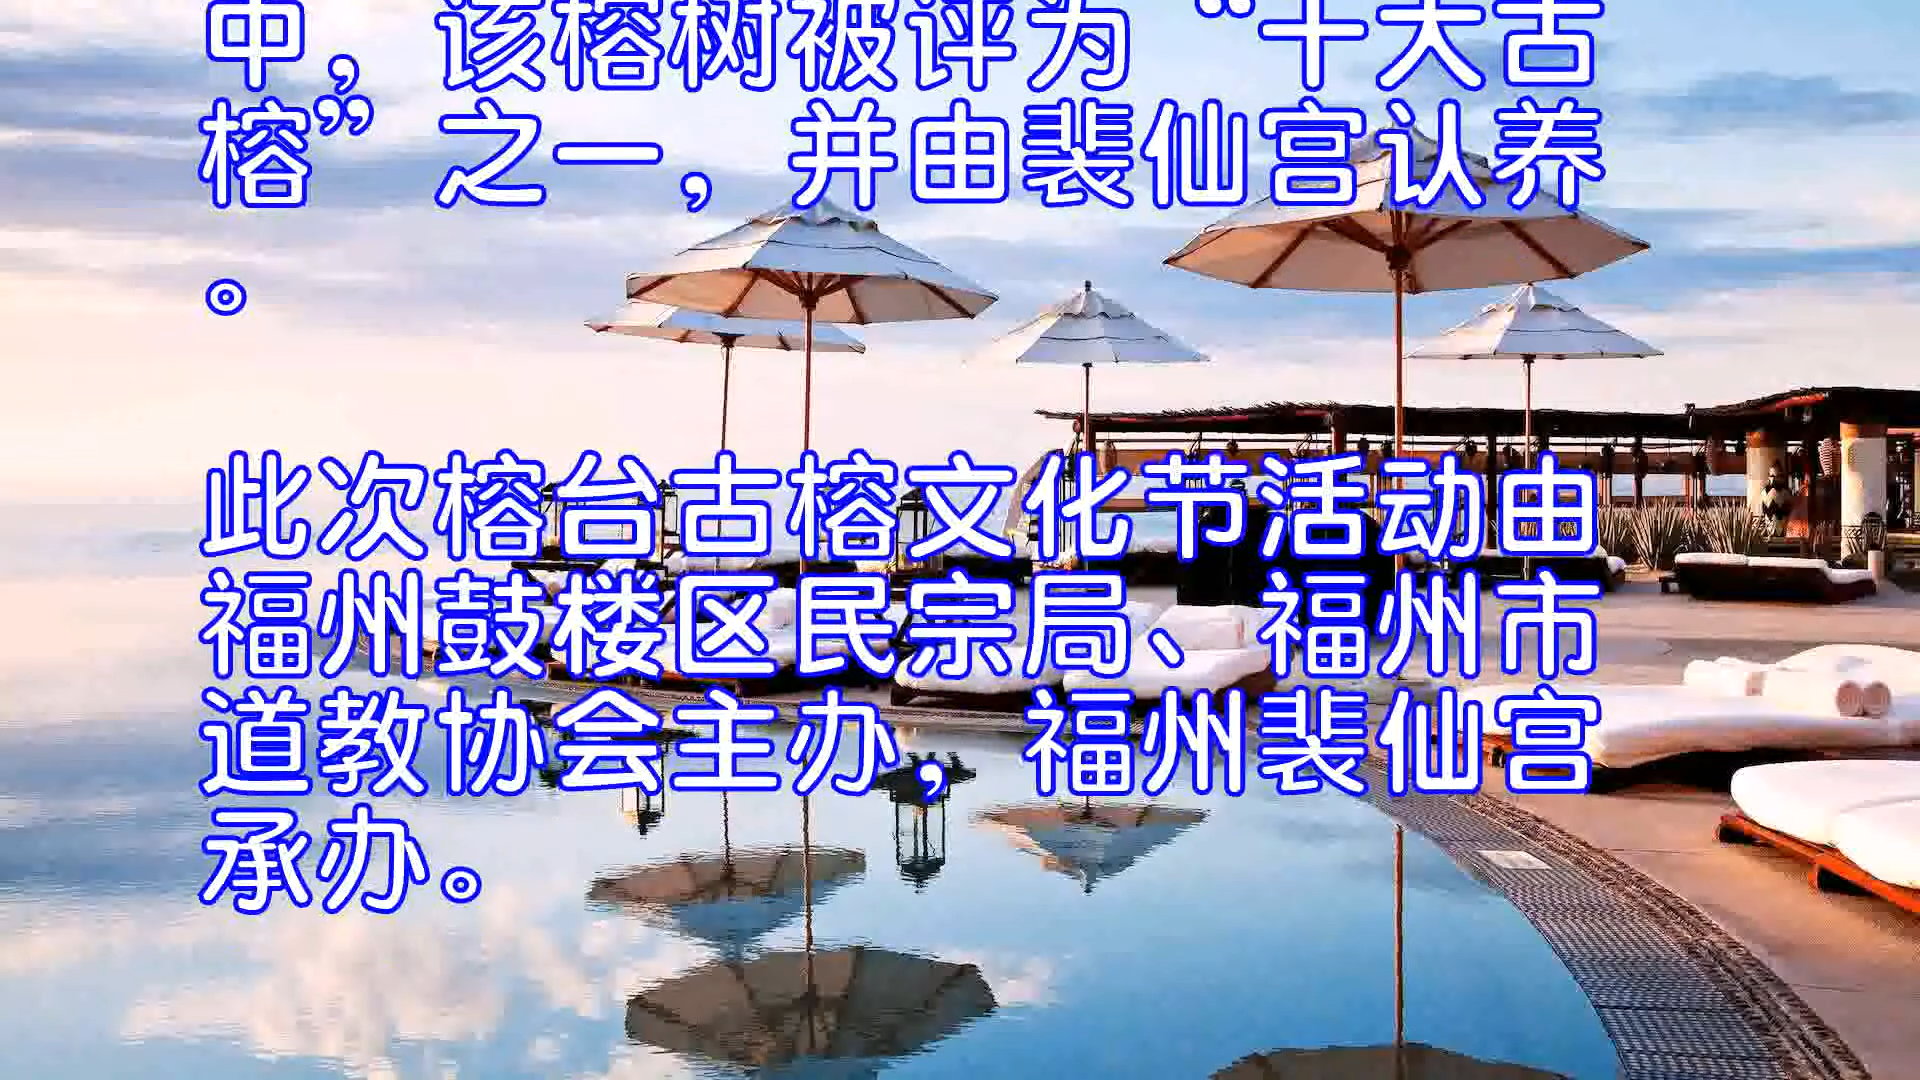 中，该榕树被评为“十大古
榕”之一，并由裴仙宫认养
。
此次榕台古榕文化节活动由
福州鼓楼区民宗局、福州市
道教协会主办，福州裴仙宫
承办。